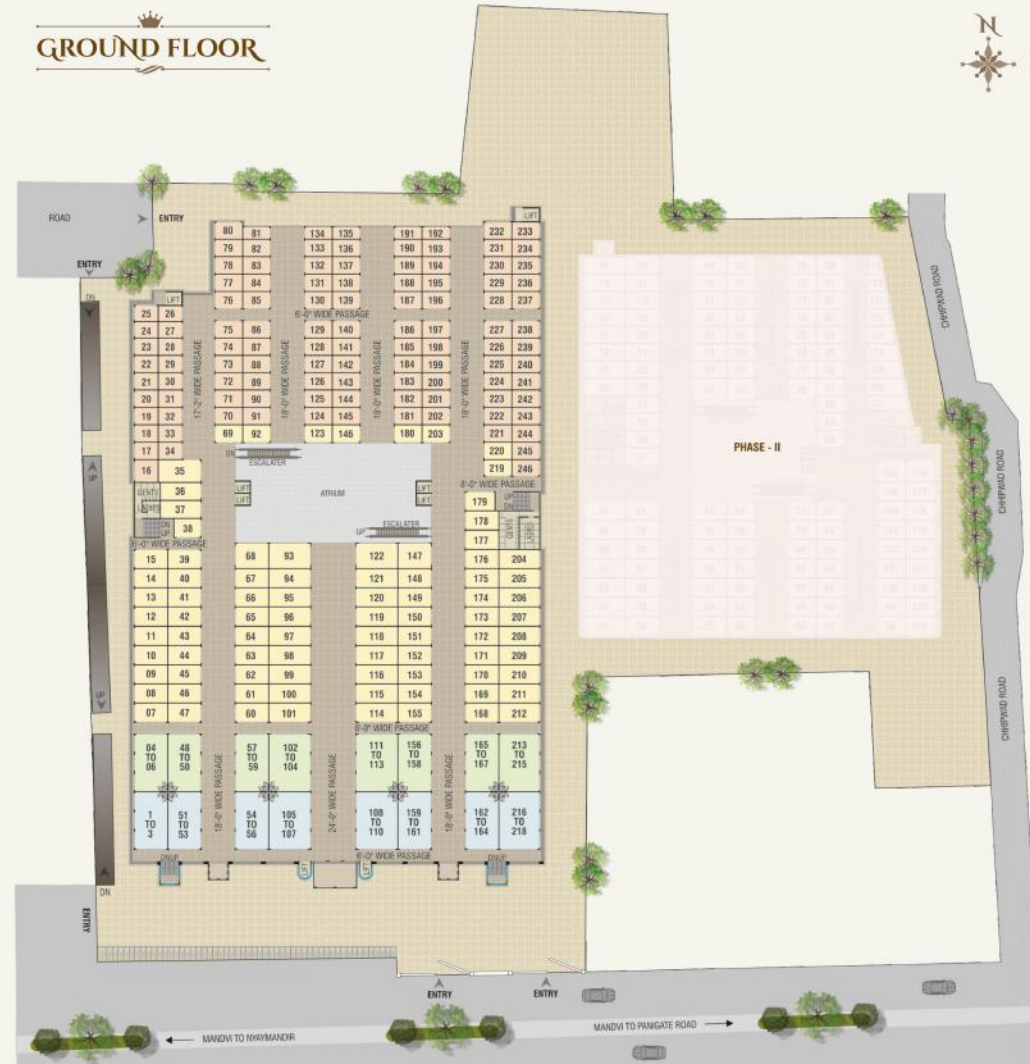 GROUND FLOOR
N
ROAD
ENTRY
ENTRY
LIFT
80 81 134 135 191 192 232 233
79 82 133 136 190 193 231 234
78 83 132 137 189 194 230 235
77 84 131 138 188 195 229 236
76 85 130 139 187 196 228 237
DN
LIFT
6'-0" WIDE PASSAGE
25 26
24 27 75 86 129 140 186 197 227 238
23 28 74 87 128 141 185 198 226 239
22 29 73 88 127 142 184 199 225 240
21 30 72 89 126 143 183 200 224 241
20 31 71 90 125 144 182 201 223 242
19 32 70 91 124 145 181 202 222 243
18 33 69 92 123 146 180 203 221 244
17 34 220 245
16 35 219 246
17'-2" WIDE PASSAGE
18'-0" WIDE PASSAGE
18'-0" WIDE PASSAGE
18'-0" WIDE PASSAGE
CHHIPWAD ROAD
CHHIPWAD ROAD
CHHIPWAD ROAD
PHASE - II
DN
ESCALATER
ATRIUM
LIFT
LIFT
LIFT
LIFT
UP
ESCALATER
8'-0" WIDE PASSAGE
UP
GENTS
LADIES
36
37
38
DN
UP
179
178
177
UP
DN
GENTS
LADIES
6'-0" WIDE PASSAGE
15 39 68 93 122 147 176 204
14 40 67 94 121 148 175 205
13 41 66 95 120 149 174 206
12 42 65 96 119 150 173 207
11 43 64 97 118 151 172 208
10 44 63 98 117 152 171 209
09 45 62 99 116 153 170 210
08 46 61 100 115 154 169 211
07 47 60 101 114 155 168 212
UP
6'-0" WIDE PASSAGE
04 TO 06 48 TO 50 57 TO 59 102 TO 104 111 TO 113 156 TO 158 165 TO 167 213 TO 215
1 TO 3 51 TO 53 54 TO 56 105 TO 107 108 TO 110 159 TO 161 162 TO 164 216 TO 218
18'-0" WIDE PASSAGE
24'-0" WIDE PASSAGE
18'-0" WIDE PASSAGE
6'-0" WIDE PASSAGE
DN UP
LIFT
LIFT
DN UP
DN
ENTRY
ENTRY
ENTRY
MANDVI TO NYAYMANDIR
MANDVI TO PANIGATE ROAD